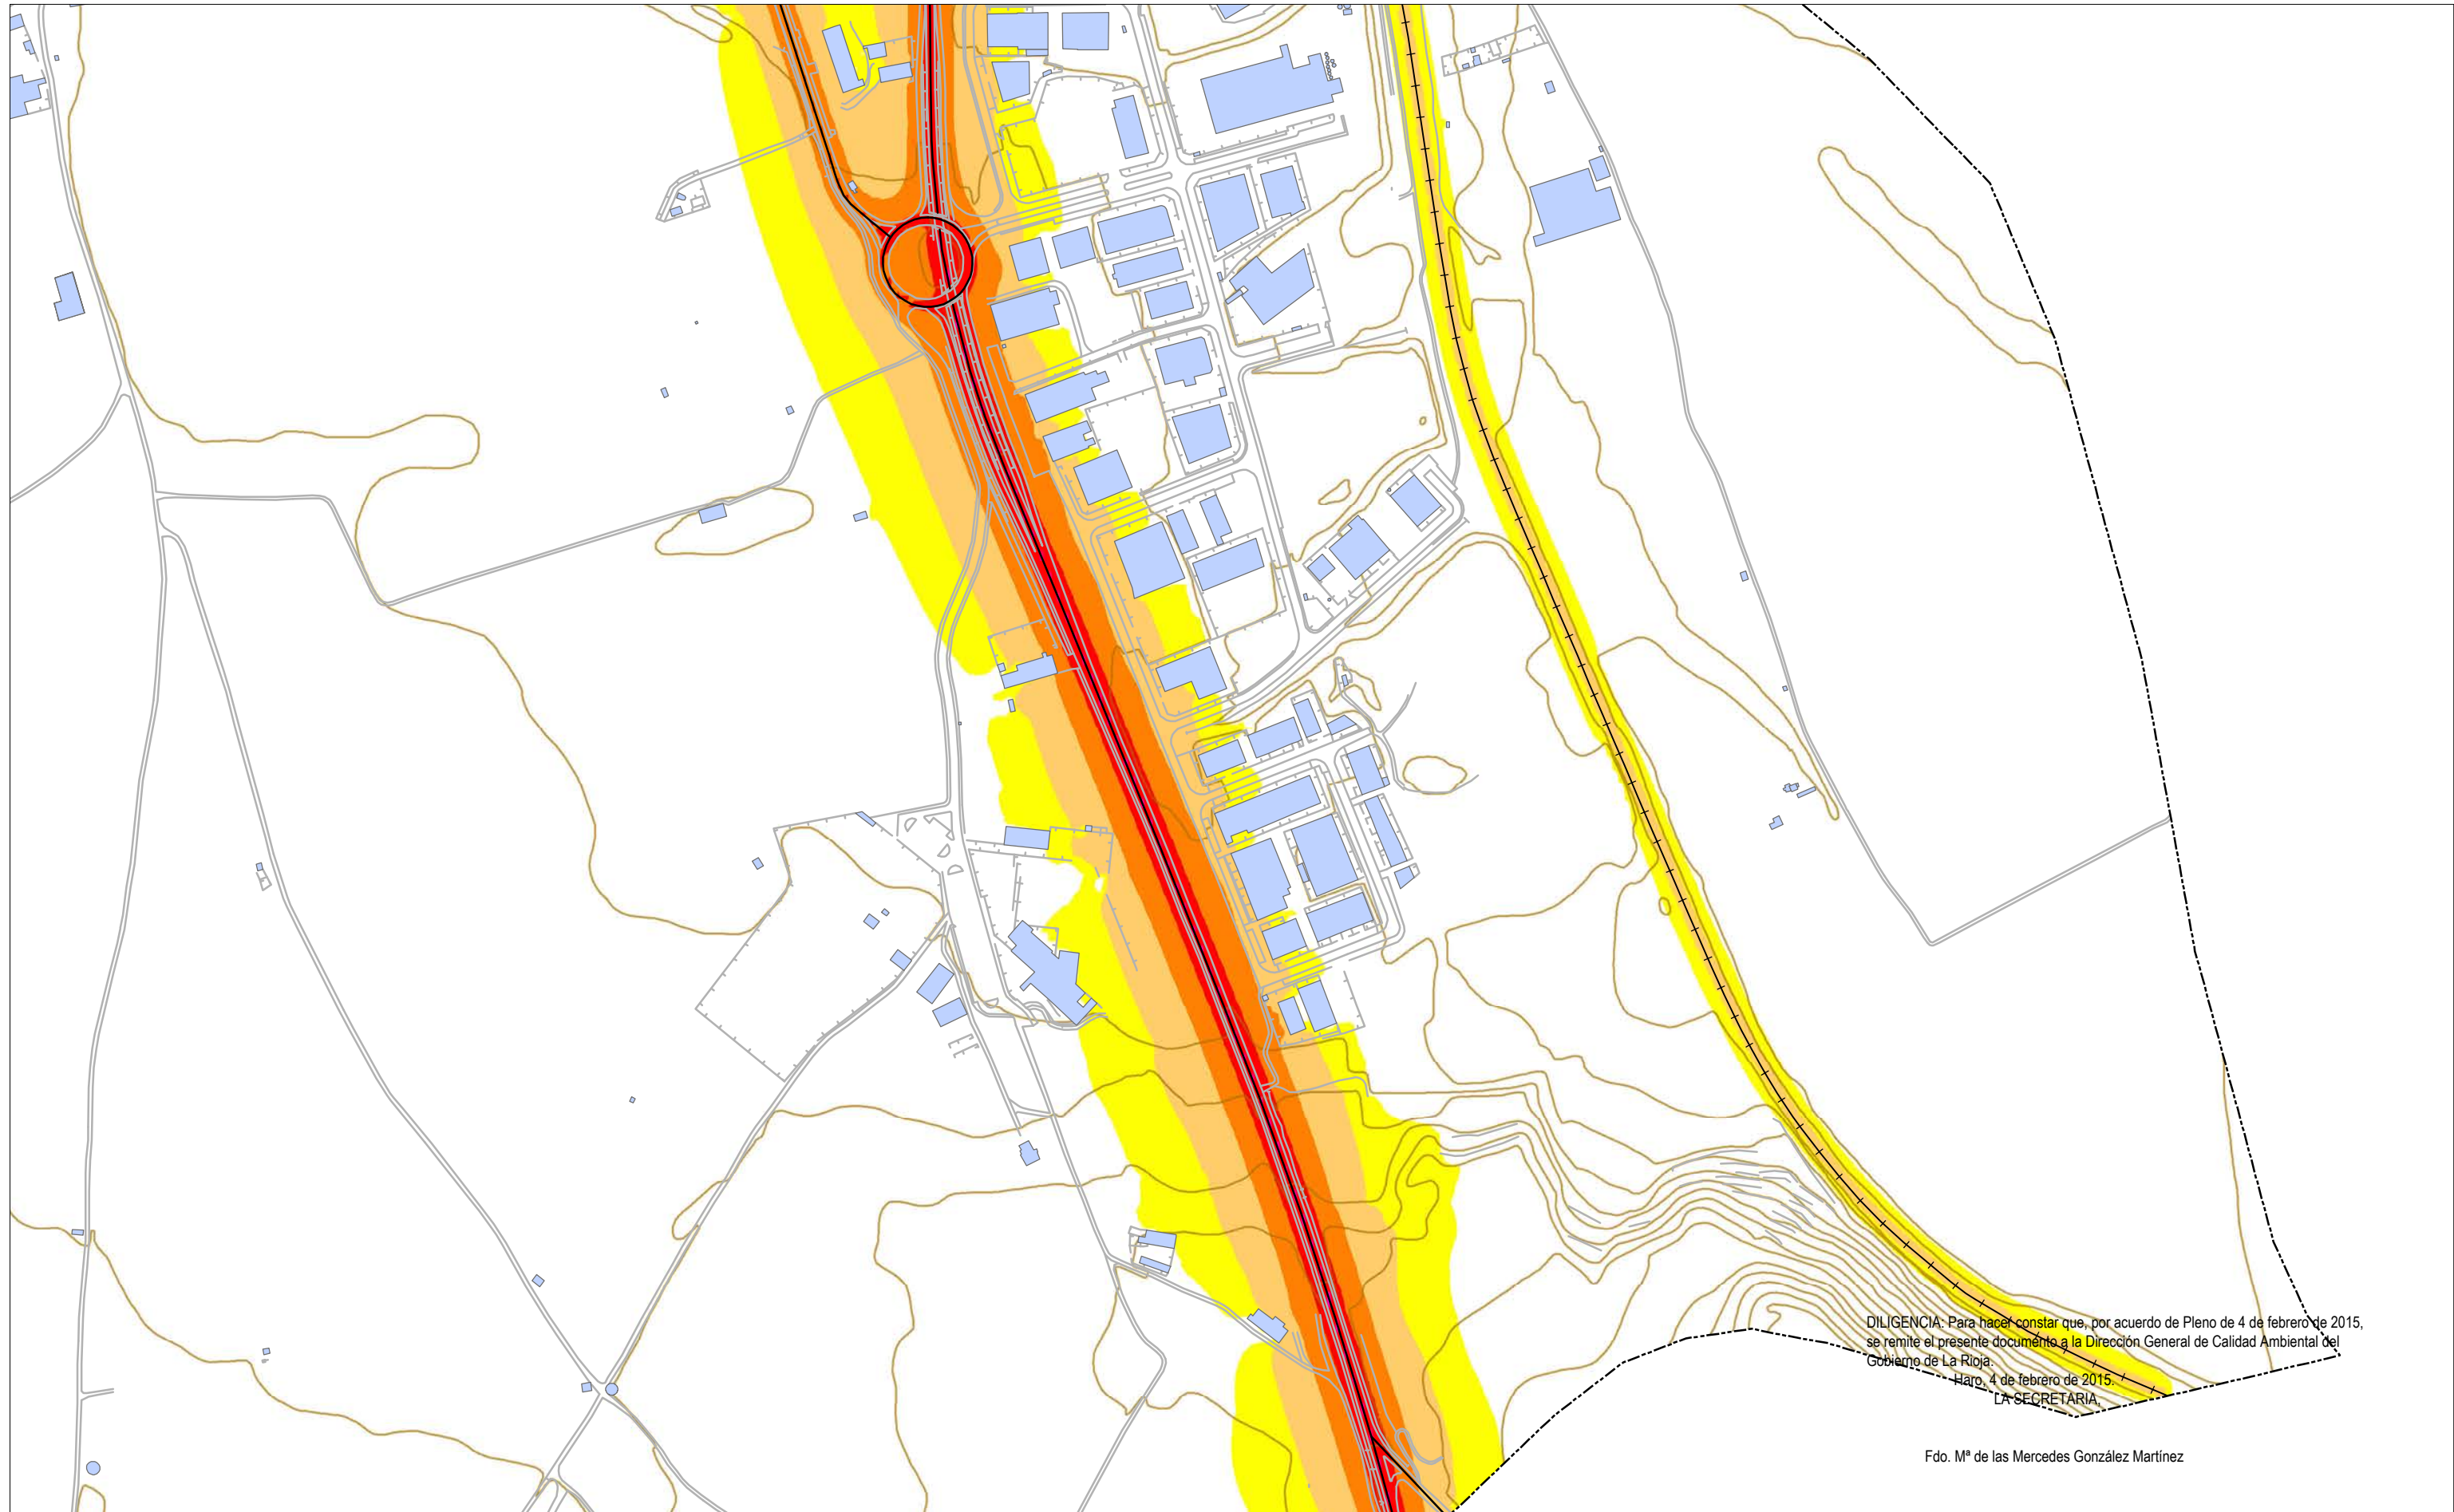 DILIGENCIA: Para hacer constar que, por acuerdo de Pleno de 4 de febrero de 2015,
se remite el presente documento a la Dirección General de Calidad Ambiental del
Gobierno de La Rioja.
Haro, 4 de febrero de 2015.
LA SECRETARIA,
Fdo. Mª de las Mercedes González Martínez